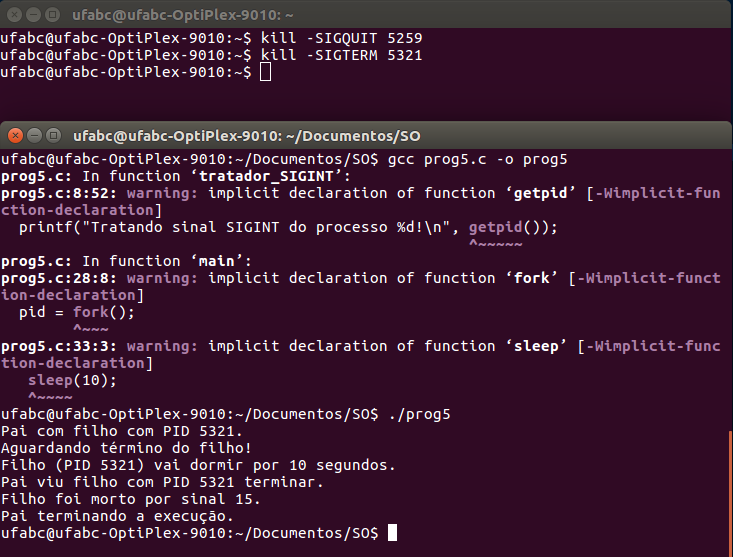 ufabc@ufabc-OptiPlex-9010: ~
ufabc@ufabc-OptiPlex-9010:~$ kill -SIGQUIT 5259
ufabc@ufabc-OptiPlex-9010:~$ kill -SIGTERM 5321
ufabc@ufabc-OptiPlex-9010:~$
ufabc@ufabc-OptiPlex-9010: ~/Documentos/SO
ufabc@ufabc-OptiPlex-9010:~/Documentos/SO$ gcc prog5.c -o prog5
prog5.c: In function ‘tratador_SIGINT’:
prog5.c:8:52: warning: implicit declaration of function ‘getpid’ [-Wimplicit-fun
ction-declaration]
  printf("Tratando sinal SIGINT do processo %d!\n", getpid());
                                                    ^~~~~~
prog5.c: In function ‘main’:
prog5.c:28:8: warning: implicit declaration of function ‘fork’ [-Wimplicit-funct
ion-declaration]
  pid = fork();
        ^~~~
prog5.c:33:3: warning: implicit declaration of function ‘sleep’ [-Wimplicit-func
tion-declaration]
   sleep(10);
   ^~~~~
ufabc@ufabc-OptiPlex-9010:~/Documentos/SO$ ./prog5
Pai com filho com PID 5321.
Aguardando término do filho!
Filho (PID 5321) vai dormir por 10 segundos.
Pai viu filho com PID 5321 terminar.
Filho foi morto por sinal 15.
Pai terminando a execução.
ufabc@ufabc-OptiPlex-9010:~/Documentos/SO$